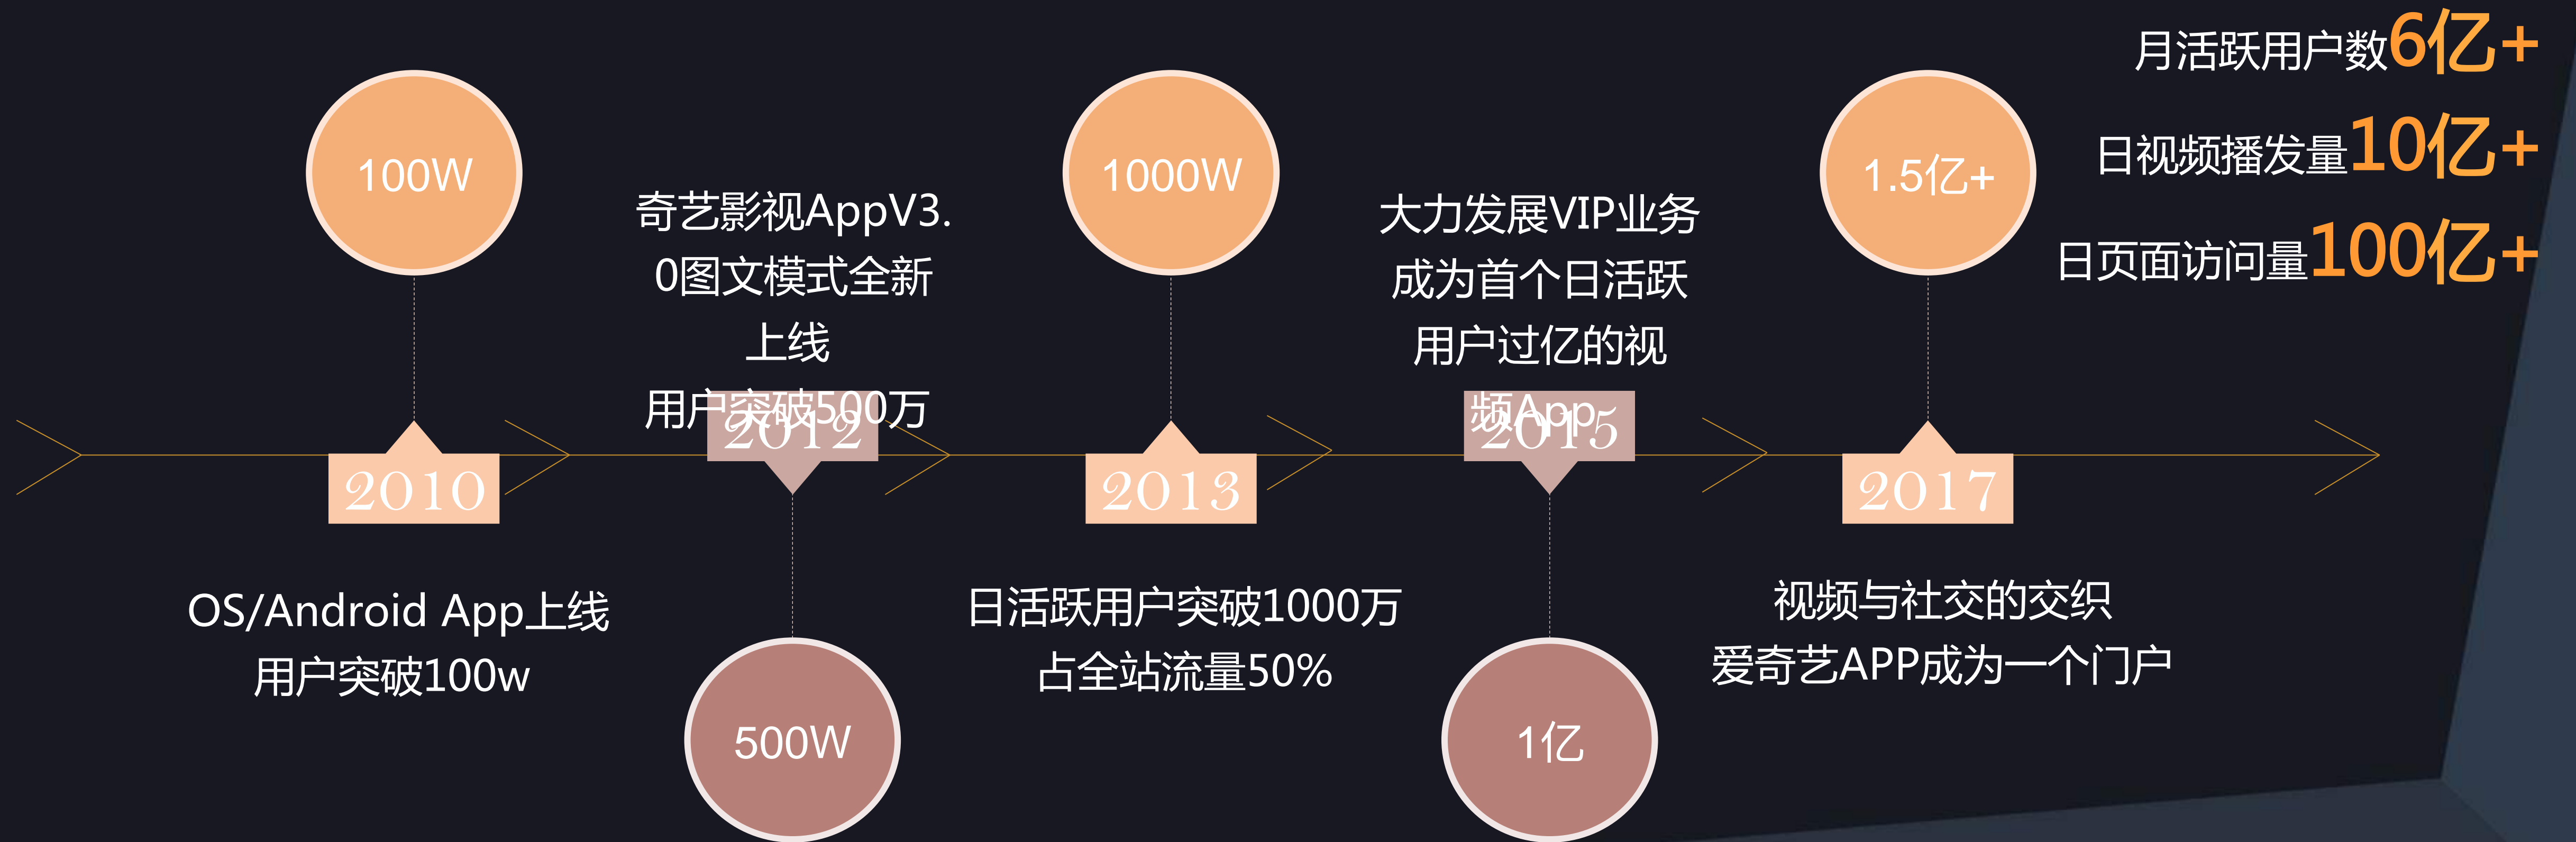 月活跃用户数6亿+
日视频播发量10亿+
日页面访问量100亿+
100W
2010
OS/Android App上线
用户突破100w
奇艺影视AppV3.
0图文模式全新
上线
用户突破500万
2012
500W
1000W
2013
日活跃用户突破1000万
占全站流量50%
大力发展VIP业务
成为首个日活跃
用户过亿的视
频App
2015
1亿
1.5亿+
2017
视频与社交的交织
爱奇艺APP成为一个门户